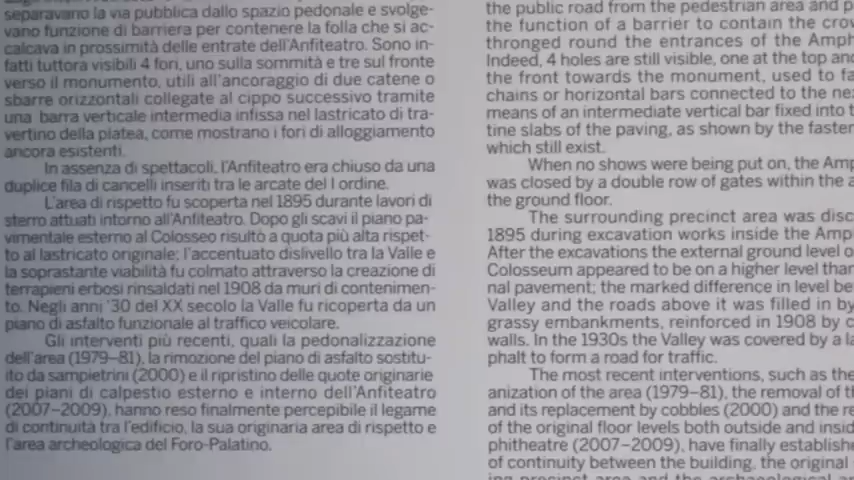 separavano la via pubblica dallo spazio pedonale e svolge-
vano funzione di barriera per contenere la folla che si ac-
calcava in prossimità delle entrate dell'Anfiteatro. Sono in-
fatti tuttora visibili 4 fori, uno sulla sommità e tre sul fronte
verso il monumento, utili all'ancoraggio di due catene o
sbarre orizzontali collegate al cippo successivo tramite
una barra verticale intermedia infissa nel lastricato di tra-
vertino della platea, come mostrano i fori di alloggiamento
ancora esistenti.
In assenza di spettacoli, l'Anfiteatro era chiuso da una
duplice fila di cancelli inseriti tra le arcate del I ordine.
L'area di rispetto fu scoperta nel 1895 durante lavori di
sterro attuati intorno all'Anfiteatro. Dopo gli scavi il piano pa-
vimentale esterno al Colosseo risultò a quota più alta rispet-
to al lastricato originale; l'accentuato dislivello tra la Valle e
la soprastante viabilità fu colmato attraverso la creazione di
terrapieni erbosi rinsaldati nel 1908 da muri di contenimen-
to. Negli anni '30 del XX secolo la Valle fu ricoperta da un
piano di asfalto funzionale al traffico veicolare.
Gli interventi più recenti, quali la pedonalizzazione
dell'area (1979–81), la rimozione del piano di asfalto sostitu-
ito da sampietrini (2000) e il ripristino delle quote originarie
dei piani di calpestio esterno e interno dell'Anfiteatro
(2007–2009), hanno reso finalmente percepibile il legame
di continuità tra l'edificio, la sua originaria area di rispetto e
l'area archeologica del Foro-Palatino.
the public road from the pedestrian area and p
the function of a barrier to contain the cro
thronged round the entrances of the Amph
Indeed, 4 holes are still visible, one at the top and
the front towards the monument, used to fa
chains or horizontal bars connected to the ne
means of an intermediate vertical bar fixed into t
tine slabs of the paving, as shown by the fasten
which still exist.
When no shows were being put on, the Amp
was closed by a double row of gates within the a
the ground floor.
The surrounding precinct area was disc
1895 during excavation works inside the Amp
After the excavations the external ground level o
Colosseum appeared to be on a higher level than
nal pavement; the marked difference in level be
Valley and the roads above it was filled in by
grassy embankments, reinforced in 1908 by c
walls. In the 1930s the Valley was covered by a la
phalt to form a road for traffic.
The most recent interventions, such as the
anization of the area (1979–81), the removal of th
and its replacement by cobbles (2000) and the re
of the original floor levels both outside and insid
phitheatre (2007–2009), have finally establishe
of continuity between the building, the original